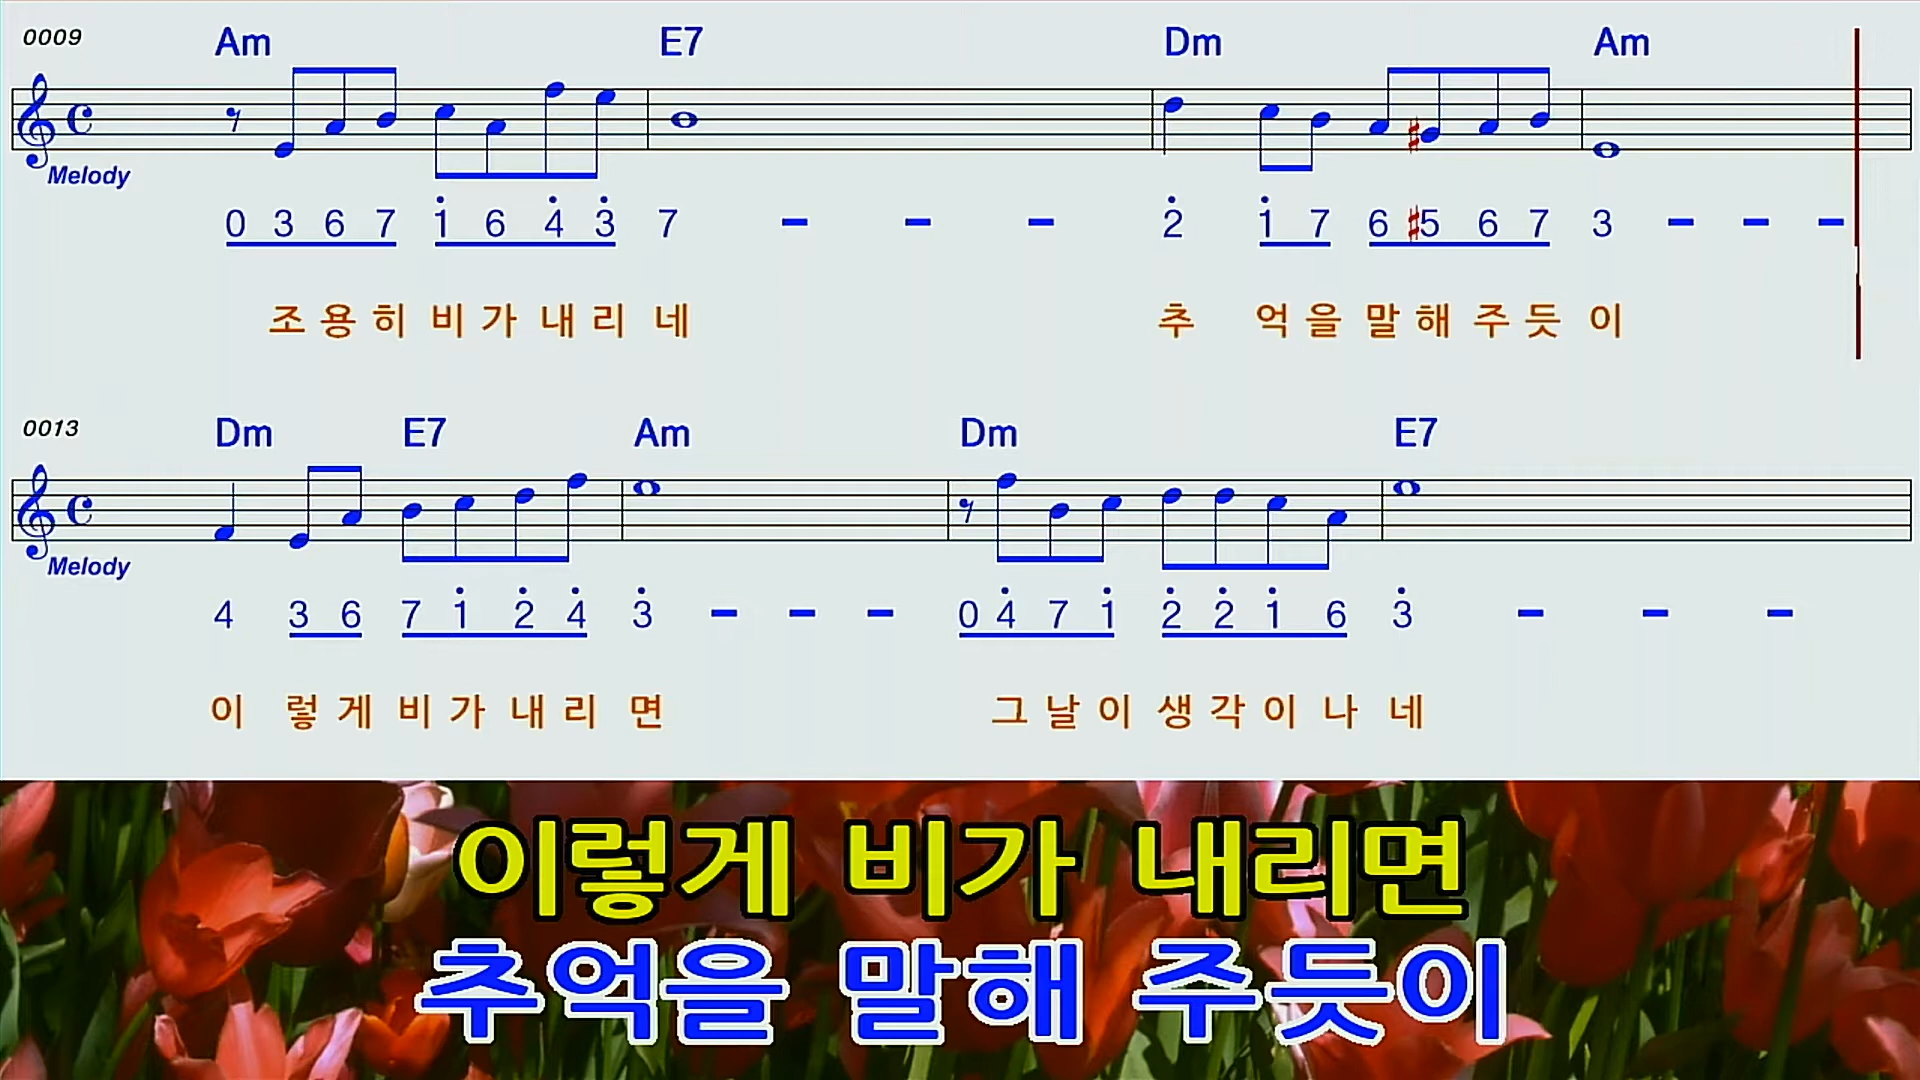 0009 Am E7 Dm Am
Melody
0 3 6 7 1̇ 6 4̇ 3̇ 7 - - - 2̇ 1̇ 7 6 ♯5 6 7 3 - - -
조용히 비가 내리네 추억을 말해 주듯이
0013 Dm E7 Am Dm E7
Melody
4 3 6 7 1̇ 2̇ 4̇ 3̇ - - - 0 4̇ 7 1̇ 2̇ 2̇ 1̇ 6 3̇ - - -
이렇게 비가 내리면 그날이 생각이 나네
이렇게 비가 내리면
추억을 말해 주듯이